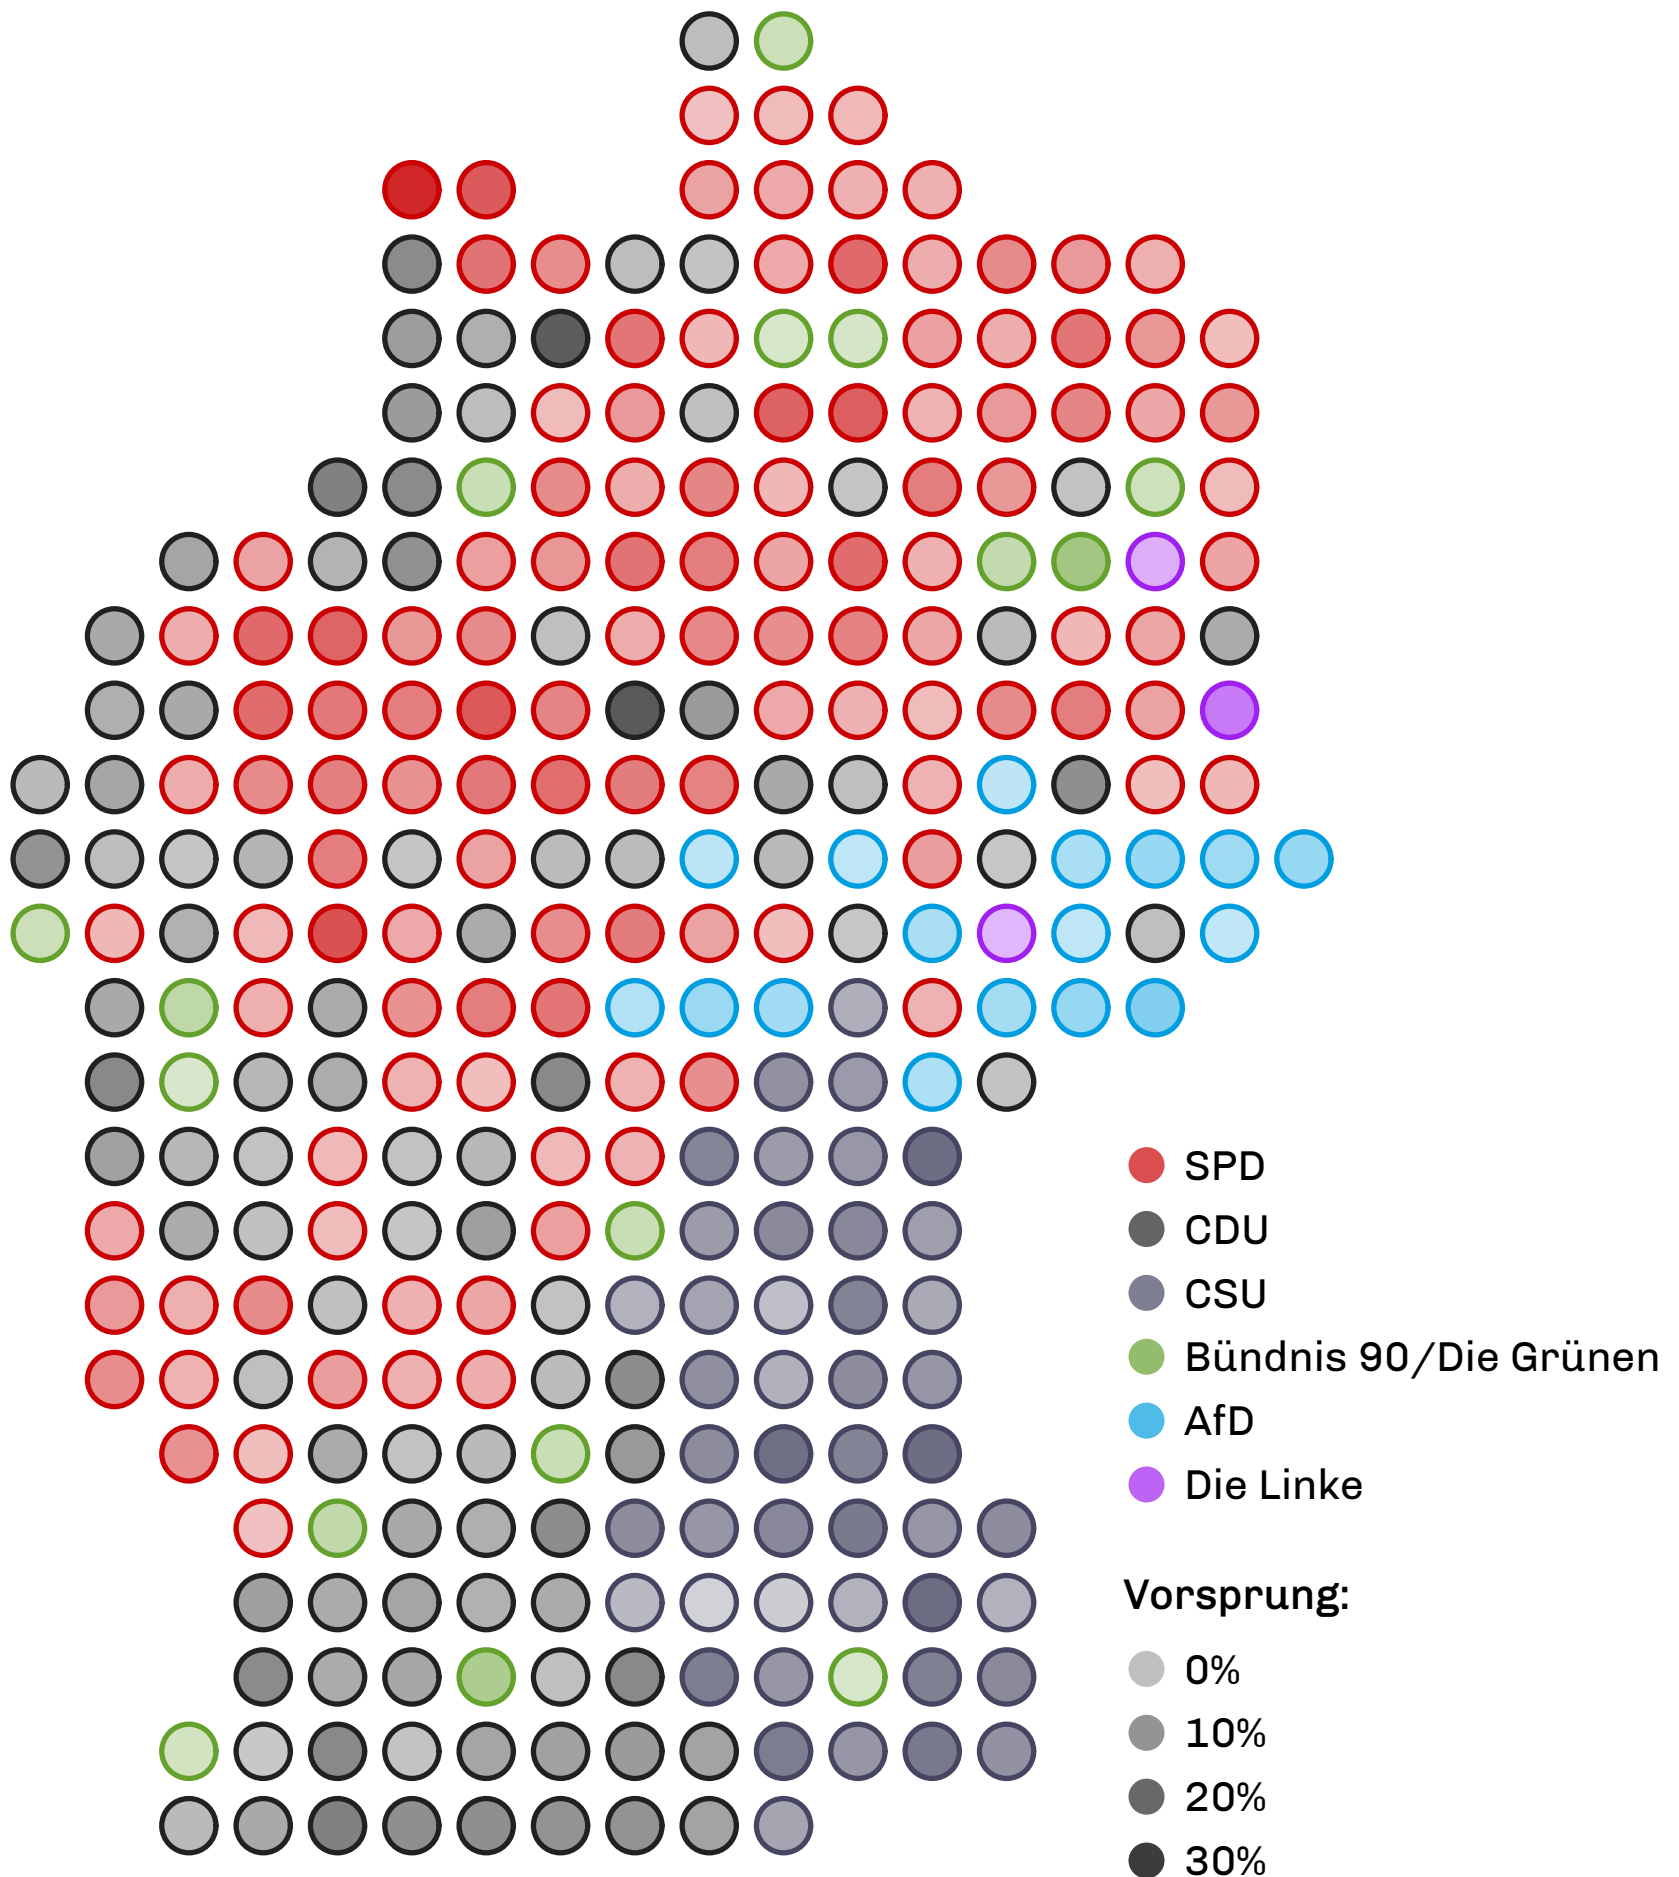 SPD
CDU
CSU
Bündnis 90/Die Grünen
AfD
Die Linke
Vorsprung:
0%
10%
20%
30%